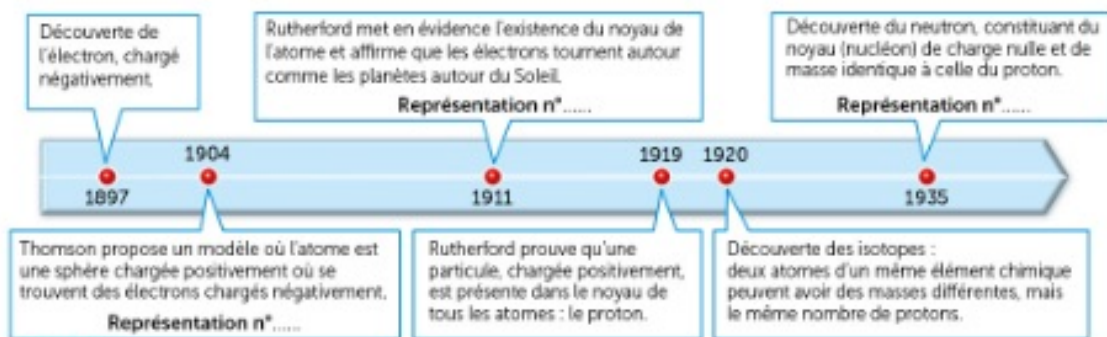 Découverte de
l'électron, chargé
négativement.
Rutherford met en évidence l'existence du noyau de
l'atome et affirme que les électrons tournent autour
comme les planètes autour du Soleil.
Représentation n°......
Découverte du neutron, constituant du
noyau (nucléon) de charge nulle et de
masse identique à celle du proton.
Représentation n°......
1904
1919
1920
1897
1911
1935
Thomson propose un modèle où l'atome est
une sphère chargée positivement où se
trouvent des électrons chargés négativement.
Représentation n°......
Rutherford prouve qu'une
particule, chargée positivement,
est présente dans le noyau de
tous les atomes : le proton.
Découverte des isotopes :
deux atomes d'un même élément chimique
peuvent avoir des masses différentes, mais
le même nombre de protons.